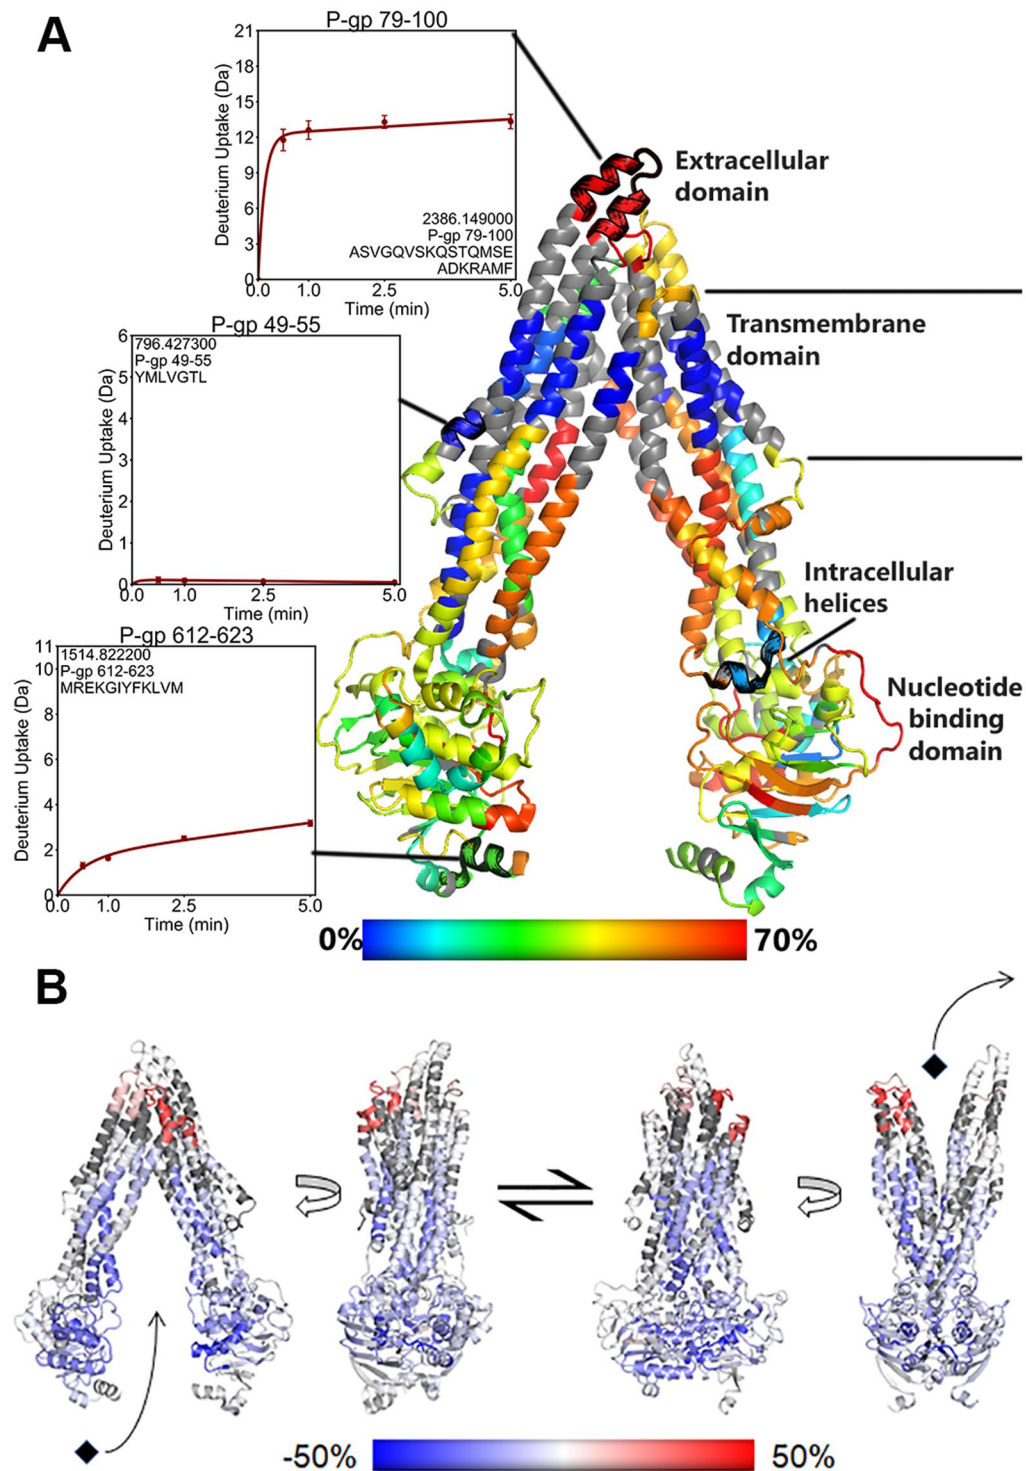 A
P-gp 79-100
21
18
15
12
9
6
3
0
Deuterium Uptake (Da)
2386.149000
P-gp 79-100
ASVGQVSKQSTQMSE
ADKRAMF
0.0 1.0 2.5 5.0
Time (min)
Extracellular
domain
Transmembrane
domain
P-gp 49-55
6
5
4
3
2
1
0
Deuterium Uptake (Da)
796.427300
P-gp 49-55
YMLVGTL
0.0 1.0 2.5 5.0
Time (min)
Intracellular
helices
Nucleotide
binding
domain
P-gp 612-623
11
10
8
6
4
2
0
Deuterium Uptake (Da)
1514.822200
P-gp 612-623
MREKGIYFKLVM
0.0 1.0 2.5 5.0
Time (min)
0% 70%
B
-50% 50%